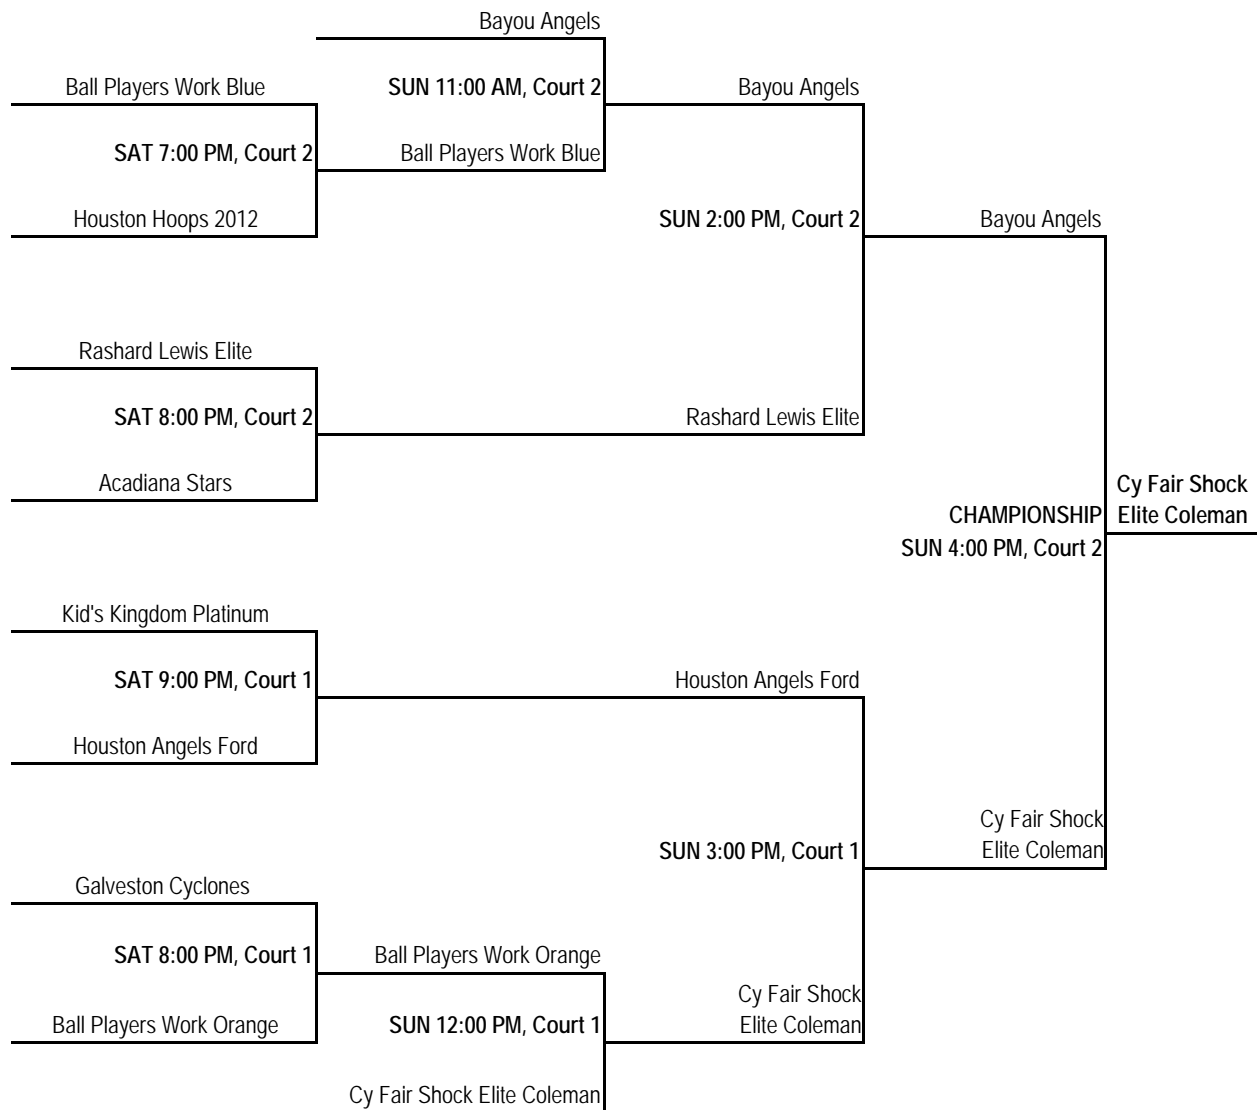 Bayou Angels
Ball Players Work Blue
SUN 11:00 AM, Court 2
Bayou Angels
SAT 7:00 PM, Court 2
Ball Players Work Blue
Houston Hoops 2012
SUN 2:00 PM, Court 2
Bayou Angels
Rashard Lewis Elite
SAT 8:00 PM, Court 2
Rashard Lewis Elite
Acadiana Stars
Cy Fair Shock
Elite Coleman
CHAMPIONSHIP
SUN 4:00 PM, Court 2
Kid's Kingdom Platinum
SAT 9:00 PM, Court 1
Houston Angels Ford
Houston Angels Ford
Cy Fair Shock
Elite Coleman
SUN 3:00 PM, Court 1
Galveston Cyclones
SAT 8:00 PM, Court 1
Ball Players Work Orange
Cy Fair Shock
Elite Coleman
Ball Players Work Orange
SUN 12:00 PM, Court 1
Cy Fair Shock Elite Coleman